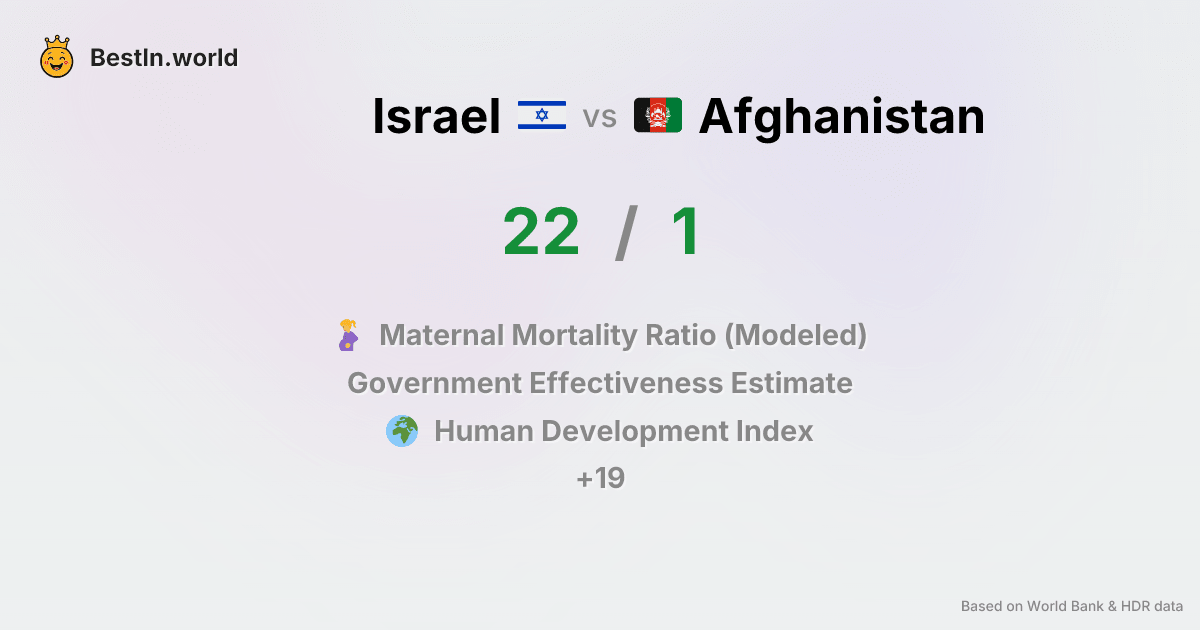 BestIn.world
Israel vs Afghanistan
22 / 1
Maternal Mortality Ratio (Modeled)
Government Effectiveness Estimate
Human Development Index
+19
Based on World Bank & HDR data